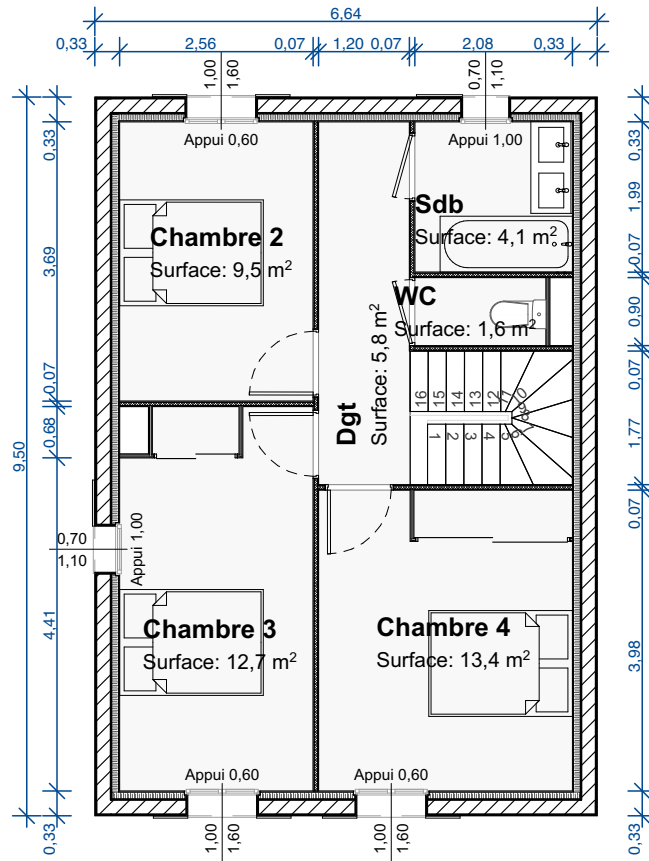 6,64
0,33 2,56 0,07 1,20 0,07 2,08 0,33
1,00
1,60
0,70
1,10
Appui 0,60
Appui 1,00
0,33
3,69
0,07
0,68
4,41
0,33
9,50
0,33
1,99
0,07
0,90
0,07
1,77
0,07
3,98
0,33
Chambre 2
Surface: 9,5 m²
Sdb
Surface: 4,1 m²
WC
Surface: 1,6 m²
Dgt
Surface: 5,8 m²
16 15 14 13 12
1 2 3 4 5
0,70
1,10
Appui 1,00
Chambre 3
Surface: 12,7 m²
Chambre 4
Surface: 13,4 m²
Appui 0,60
Appui 0,60
1,00
1,60
1,00
1,60